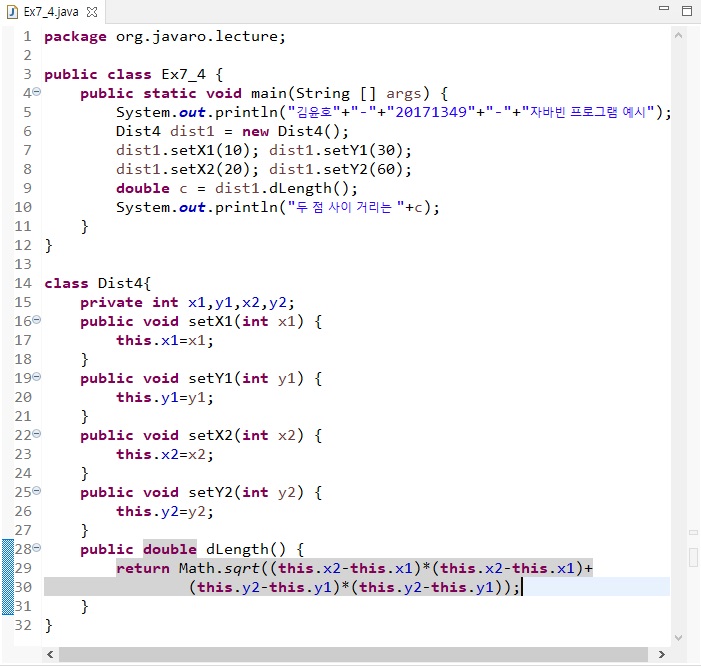 Ex7_4.java
1 package org.javaro.lecture;
2
3 public class Ex7_4 {
4 public static void main(String [] args) {
5 System.out.println("김윤호"+"-"+"20171349"+"-"+"자바빈 프로그램 예시");
6 Dist4 dist1 = new Dist4();
7 dist1.setX1(10); dist1.setY1(30);
8 dist1.setX2(20); dist1.setY2(60);
9 double c = dist1.dLength();
10 System.out.println("두 점 사이 거리는 "+c);
11 }
12 }
13
14 class Dist4{
15 private int x1,y1,x2,y2;
16 public void setX1(int x1) {
17 this.x1=x1;
18 }
19 public void setY1(int y1) {
20 this.y1=y1;
21 }
22 public void setX2(int x2) {
23 this.x2=x2;
24 }
25 public void setY2(int y2) {
26 this.y2=y2;
27 }
28 public double dLength() {
29 return Math.sqrt((this.x2-this.x1)*(this.x2-this.x1)+
30 (this.y2-this.y1)*(this.y2-this.y1));
31 }
32 }